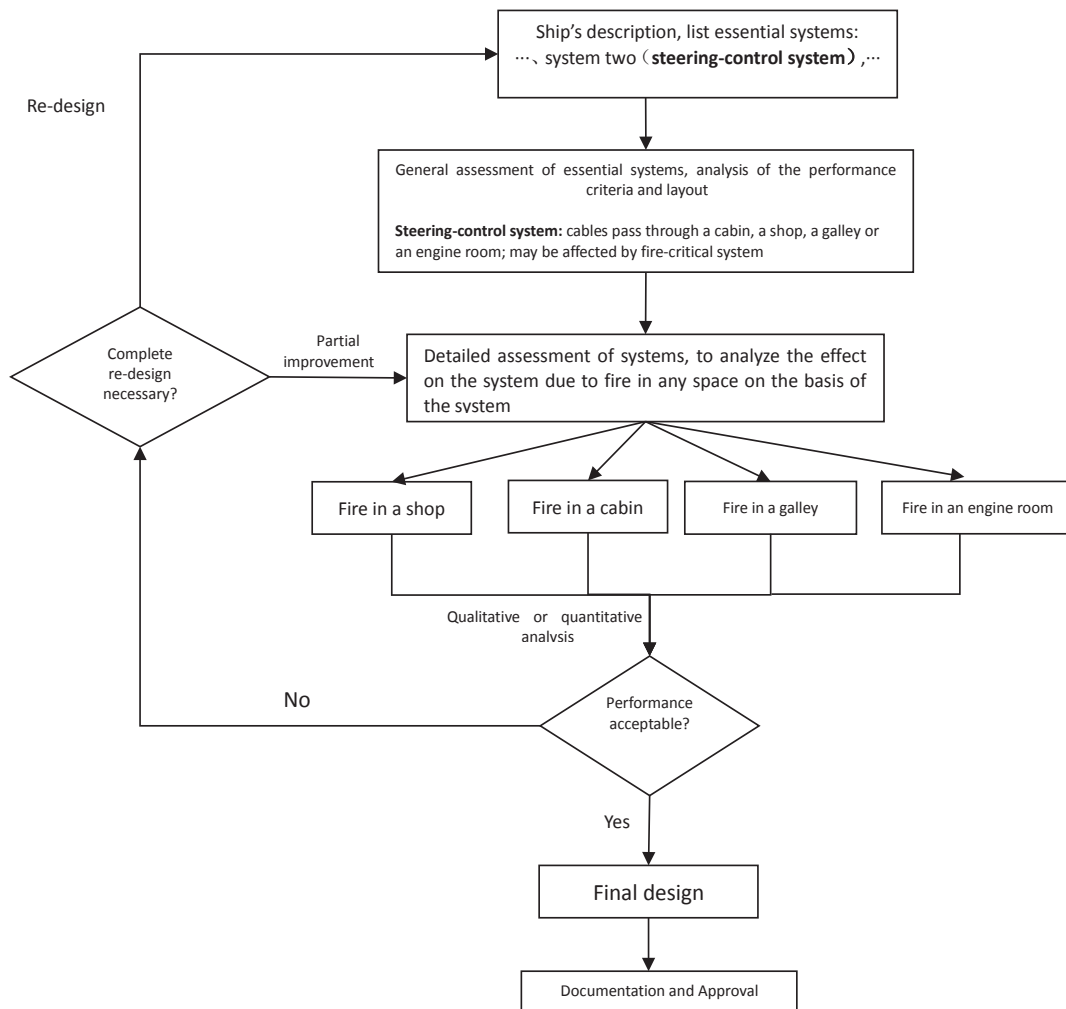 Ship's description, list essential systems:
…、system two（steering-control system）,…
Re-design
General assessment of essential systems, analysis of the performance
criteria and layout
Steering-control system: cables pass through a cabin, a shop, a galley or
an engine room; may be affected by fire-critical system
Complete
re-design
necessary?
Partial
improvement
Detailed assessment of systems, to analyze the effect
on the system due to fire in any space on the basis of
the system
Fire in a shop
Fire in a cabin
Fire in a galley
Fire in an engine room
Qualitative or quantitative
analysis
No
Performance
acceptable?
Yes
Final design
Documentation and Approval